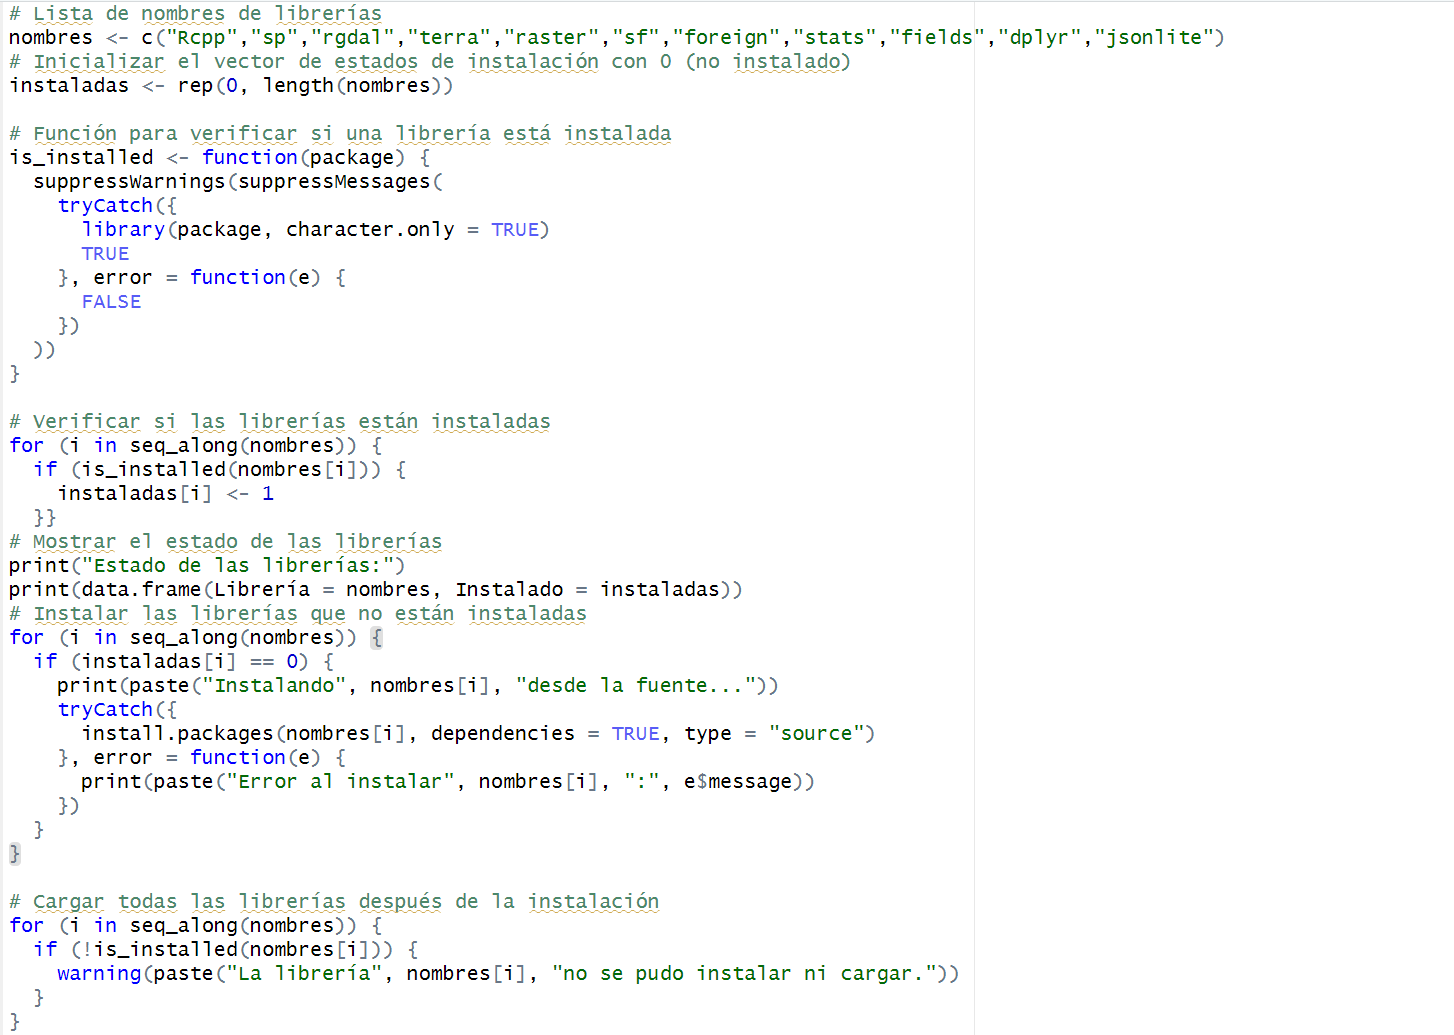 # Lista de nombres de librerías
nombres <- c("Rcpp","sp","rgdal","terra","raster","sf","foreign","stats","fields","dplyr","jsonlite")
# Inicializar el vector de estados de instalación con 0 (no instalado)
instaladas <- rep(0, length(nombres))
# Función para verificar si una librería está instalada
is_installed <- function(package) {
  suppressWarnings(suppressMessages(
    tryCatch({
      library(package, character.only = TRUE)
      TRUE
    }, error = function(e) {
      FALSE
    })
  ))
}
# Verificar si las librerías están instaladas
for (i in seq_along(nombres)) {
  if (is_installed(nombres[i])) {
    instaladas[i] <- 1
  }}
# Mostrar el estado de las librerías
print("Estado de las librerías:")
print(data.frame(Librería = nombres, Instalado = instaladas))
# Instalar las librerías que no están instaladas
for (i in seq_along(nombres)) {
  if (instaladas[i] == 0) {
    print(paste("Instalando", nombres[i], "desde la fuente..."))
    tryCatch({
      install.packages(nombres[i], dependencies = TRUE, type = "source")
    }, error = function(e) {
      print(paste("Error al instalar", nombres[i], ":", e$message))
    })
  }
}
# Cargar todas las librerías después de la instalación
for (i in seq_along(nombres)) {
  if (!is_installed(nombres[i])) {
    warning(paste("La librería", nombres[i], "no se pudo instalar ni cargar."))
  }
}